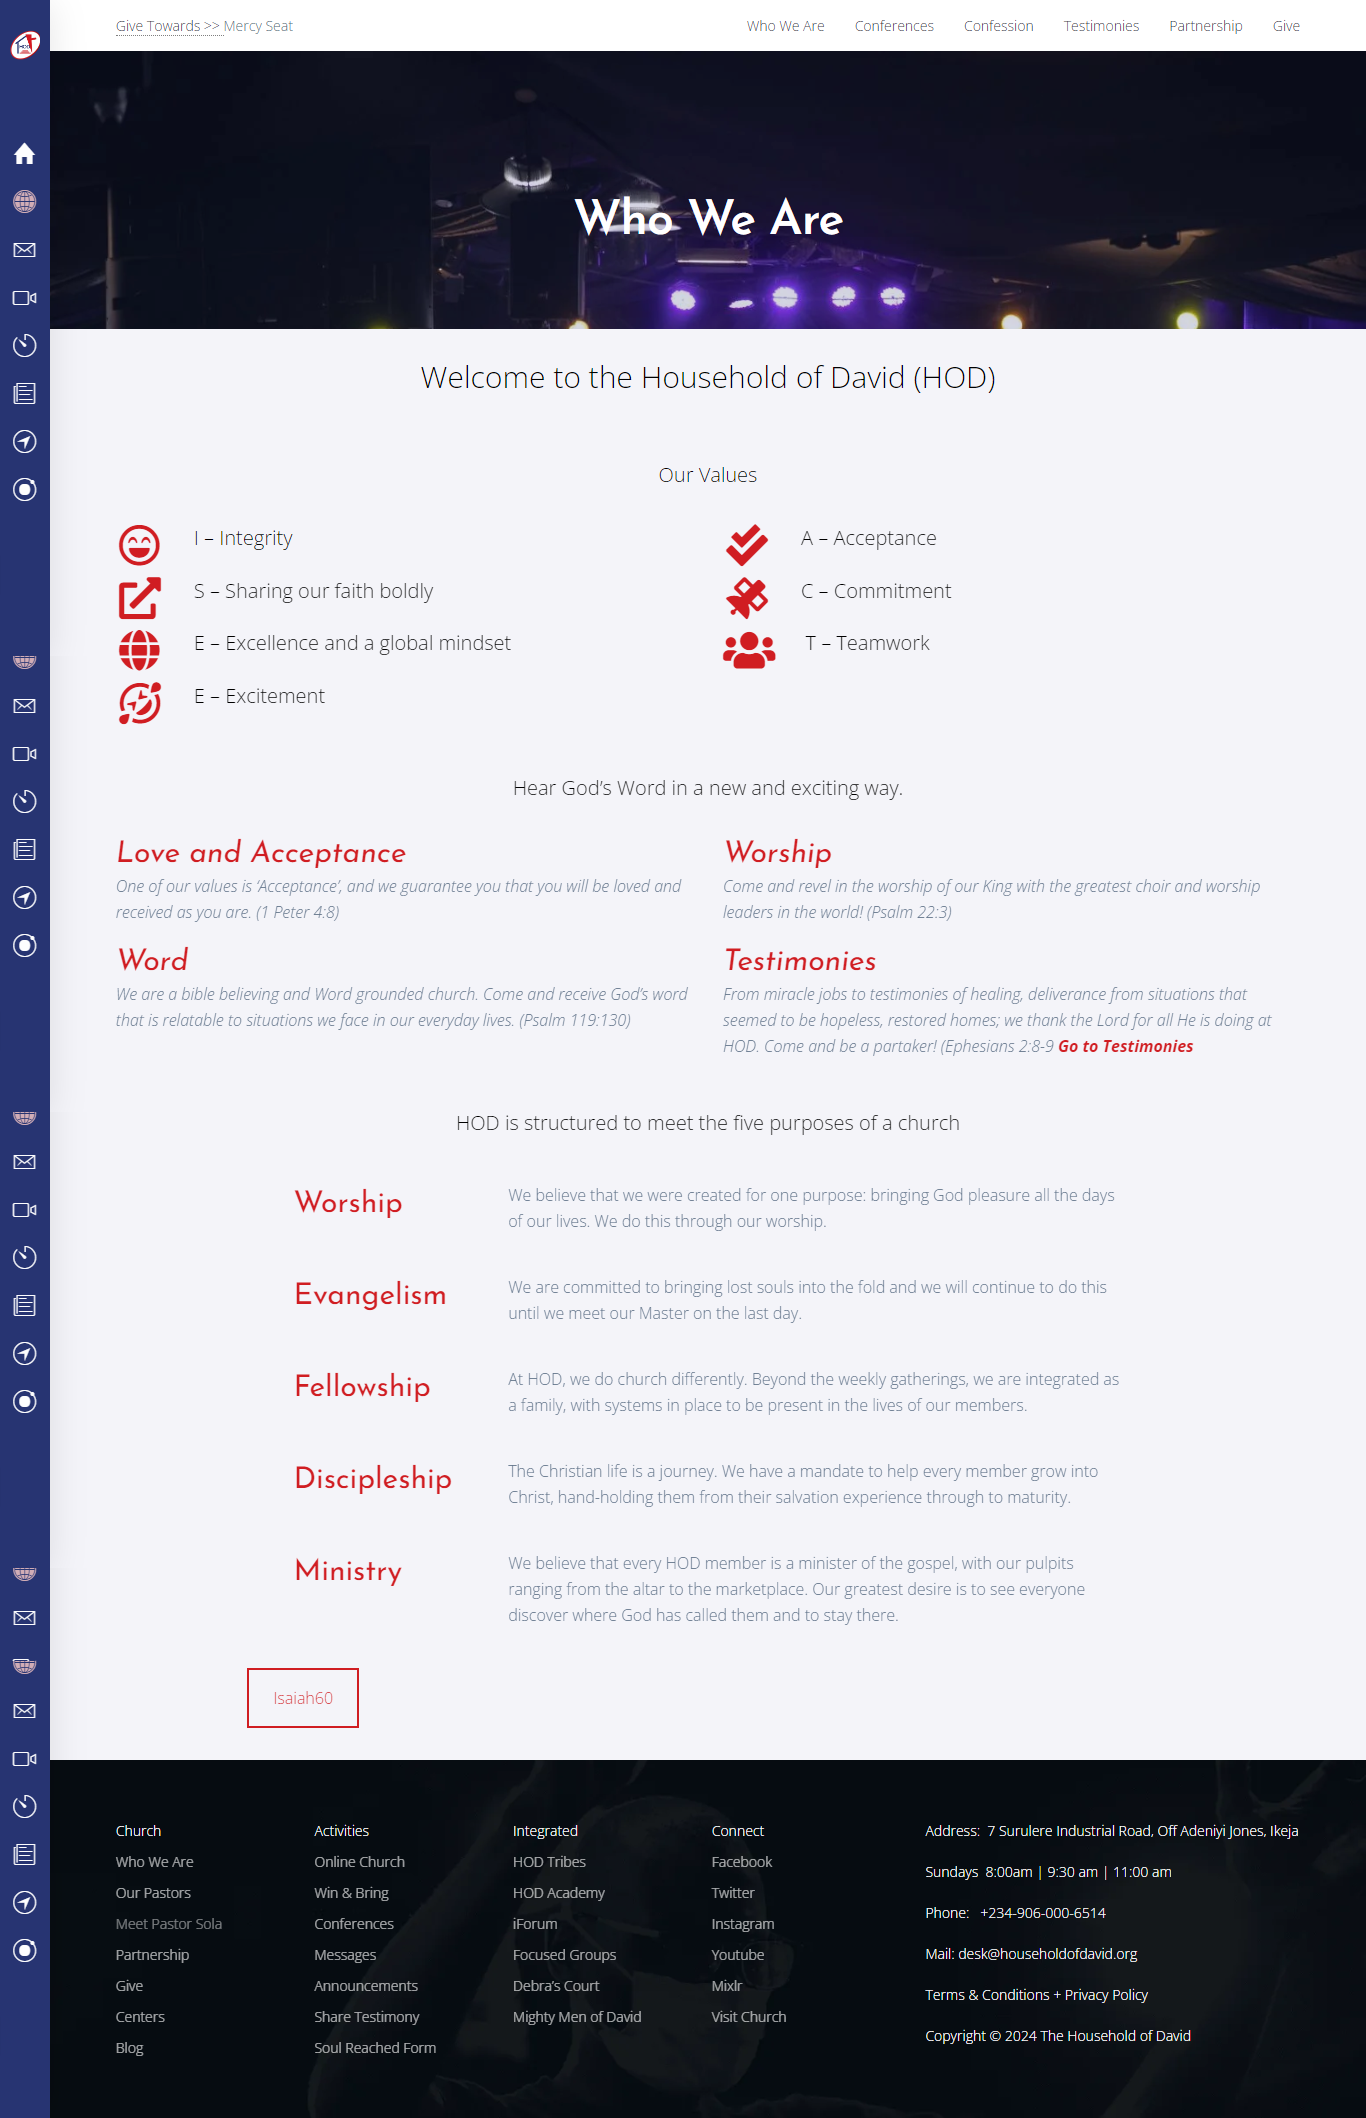 Give Towards >> Mercy Seat
Who We Are
Conferences
Confession
Testimonies
Partnership
Give
Who We Are
Welcome to the Household of David (HOD)
Our Values
I – Integrity
S – Sharing our faith boldly
E – Excellence and a global mindset
E – Excitement
A – Acceptance
C – Commitment
T – Teamwork
Hear God’s Word in a new and exciting way.
Love and Acceptance
One of our values is ‘Acceptance’, and we guarantee you that you will be loved and
received as you are. (1 Peter 4:8)
Worship
Come and revel in the worship of our King with the greatest choir and worship
leaders in the world! (Psalm 22:3)
Word
We are a bible believing and Word grounded church. Come and receive God’s word
that is relatable to situations we face in our everyday lives. (Psalm 119:130)
Testimonies
From miracle jobs to testimonies of healing, deliverance from situations that
seemed to be hopeless, restored homes; we thank the Lord for all He is doing at
HOD. Come and be a partaker! (Ephesians 2:8-9 Go to Testimonies
HOD is structured to meet the five purposes of a church
Worship
We believe that we were created for one purpose: bringing God pleasure all the days
of our lives. We do this through our worship.
Evangelism
We are committed to bringing lost souls into the fold and we will continue to do this
until we meet our Master on the last day.
Fellowship
At HOD, we do church differently. Beyond the weekly gatherings, we are integrated as
a family, with systems in place to be present in the lives of our members.
Discipleship
The Christian life is a journey. We have a mandate to help every member grow into
Christ, hand-holding them from their salvation experience through to maturity.
Ministry
We believe that every HOD member is a minister of the gospel, with our pulpits
ranging from the altar to the marketplace. Our greatest desire is to see everyone
discover where God has called them and to stay there.
Isaiah60
Church
Who We Are
Our Pastors
Meet Pastor Sola
Partnership
Give
Centers
Blog
Activities
Online Church
Win & Bring
Conferences
Messages
Announcements
Share Testimony
Soul Reached Form
Integrated
HOD Tribes
HOD Academy
iForum
Focused Groups
Debra’s Court
Mighty Men of David
Connect
Facebook
Twitter
Instagram
Youtube
Mixlr
Visit Church
Address: 7 Surulere Industrial Road, Off Adeniyi Jones, Ikeja
Sundays 8:00am | 9:30 am | 11:00 am
Phone: +234-906-000-6514
Mail: desk@householdofdavid.org
Terms & Conditions + Privacy Policy
Copyright © 2024 The Household of David